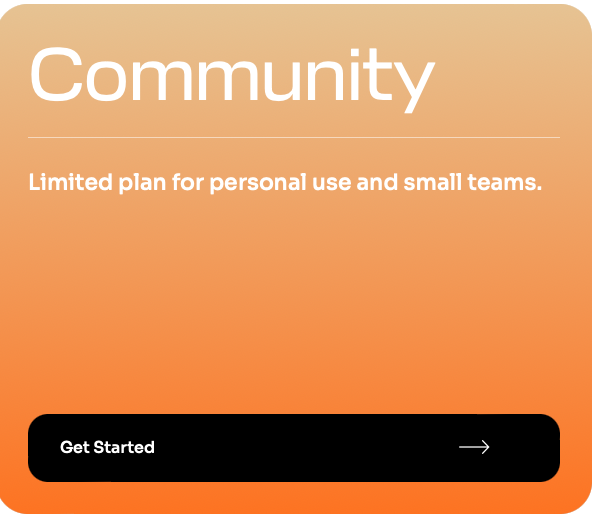 Community
Limited plan for personal use and small teams.
Get Started